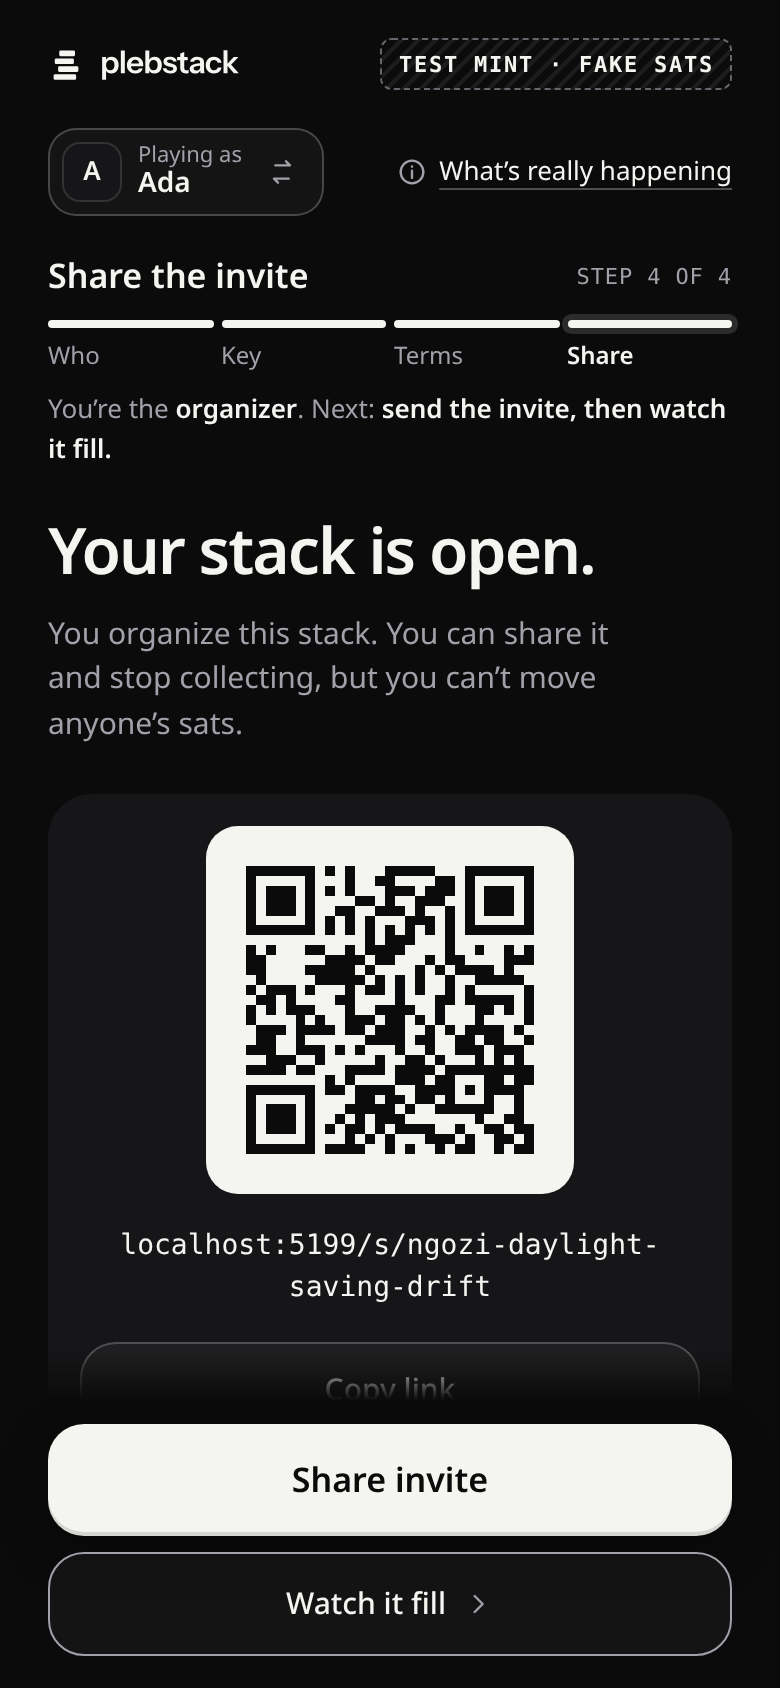 plebstack
TEST MINT · FAKE SATS
A
Playing as
Ada
What’s really happening
Share the invite
STEP 4 OF 4
Who
Key
Terms
Share
You’re the organizer. Next: send the invite, then watch
it fill.
Your stack is open.
You organize this stack. You can share it
and stop collecting, but you can’t move
anyone’s sats.
localhost:5199/s/ngozi-daylight-
saving-drift
Copy link
Share invite
Watch it fill